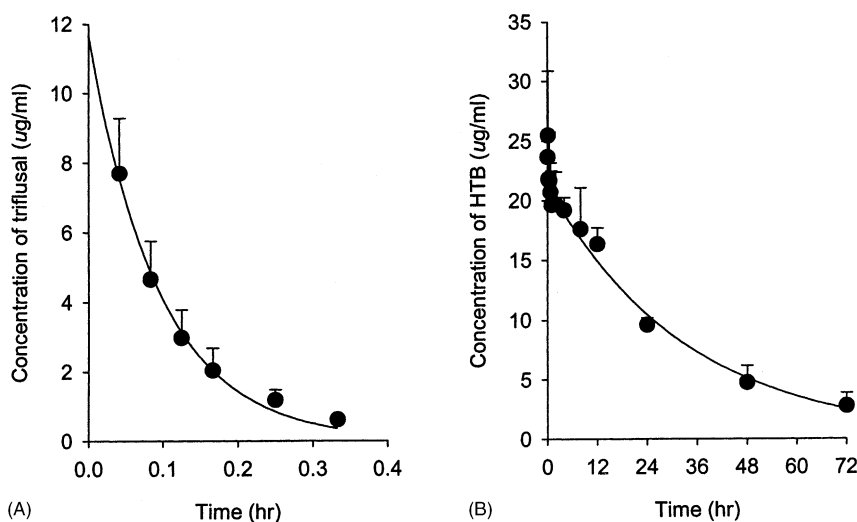 Concentration of triflusal (ug/ml)
12
10
8
6
4
2
0
0.0 0.1 0.2 0.3 0.4
(A) Time (hr)
Concentration of HTB (ug/ml)
35
30
25
20
15
10
5
0
0 12 24 36 48 60 72
(B) Time (hr)